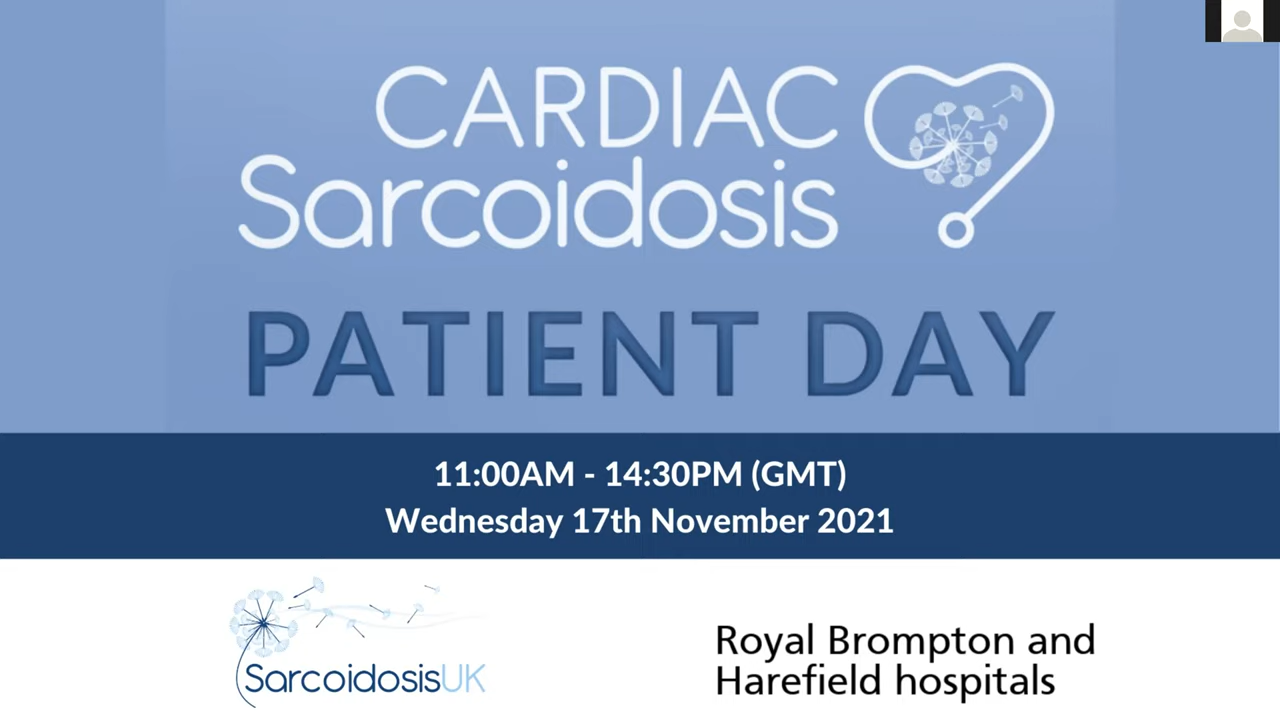 CARDIAC
Sarcoidosis
PATIENT DAY
11:00AM - 14:30PM (GMT)
Wednesday 17th November 2021
SarcoidosisUK
Royal Brompton and
Harefield hospitals